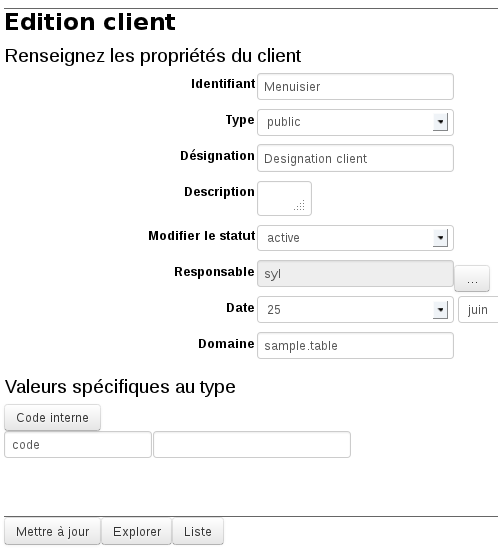 Edition client
Renseignez les propriétés du client
Identifiant Menuisier
Type public
Désignation Designation client
Description
Modifier le statut active
Responsable syl ...
Date 25 juin
Domaine sample.table
Valeurs spécifiques au type
Code interne
code
Mettre à jour Explorer Liste